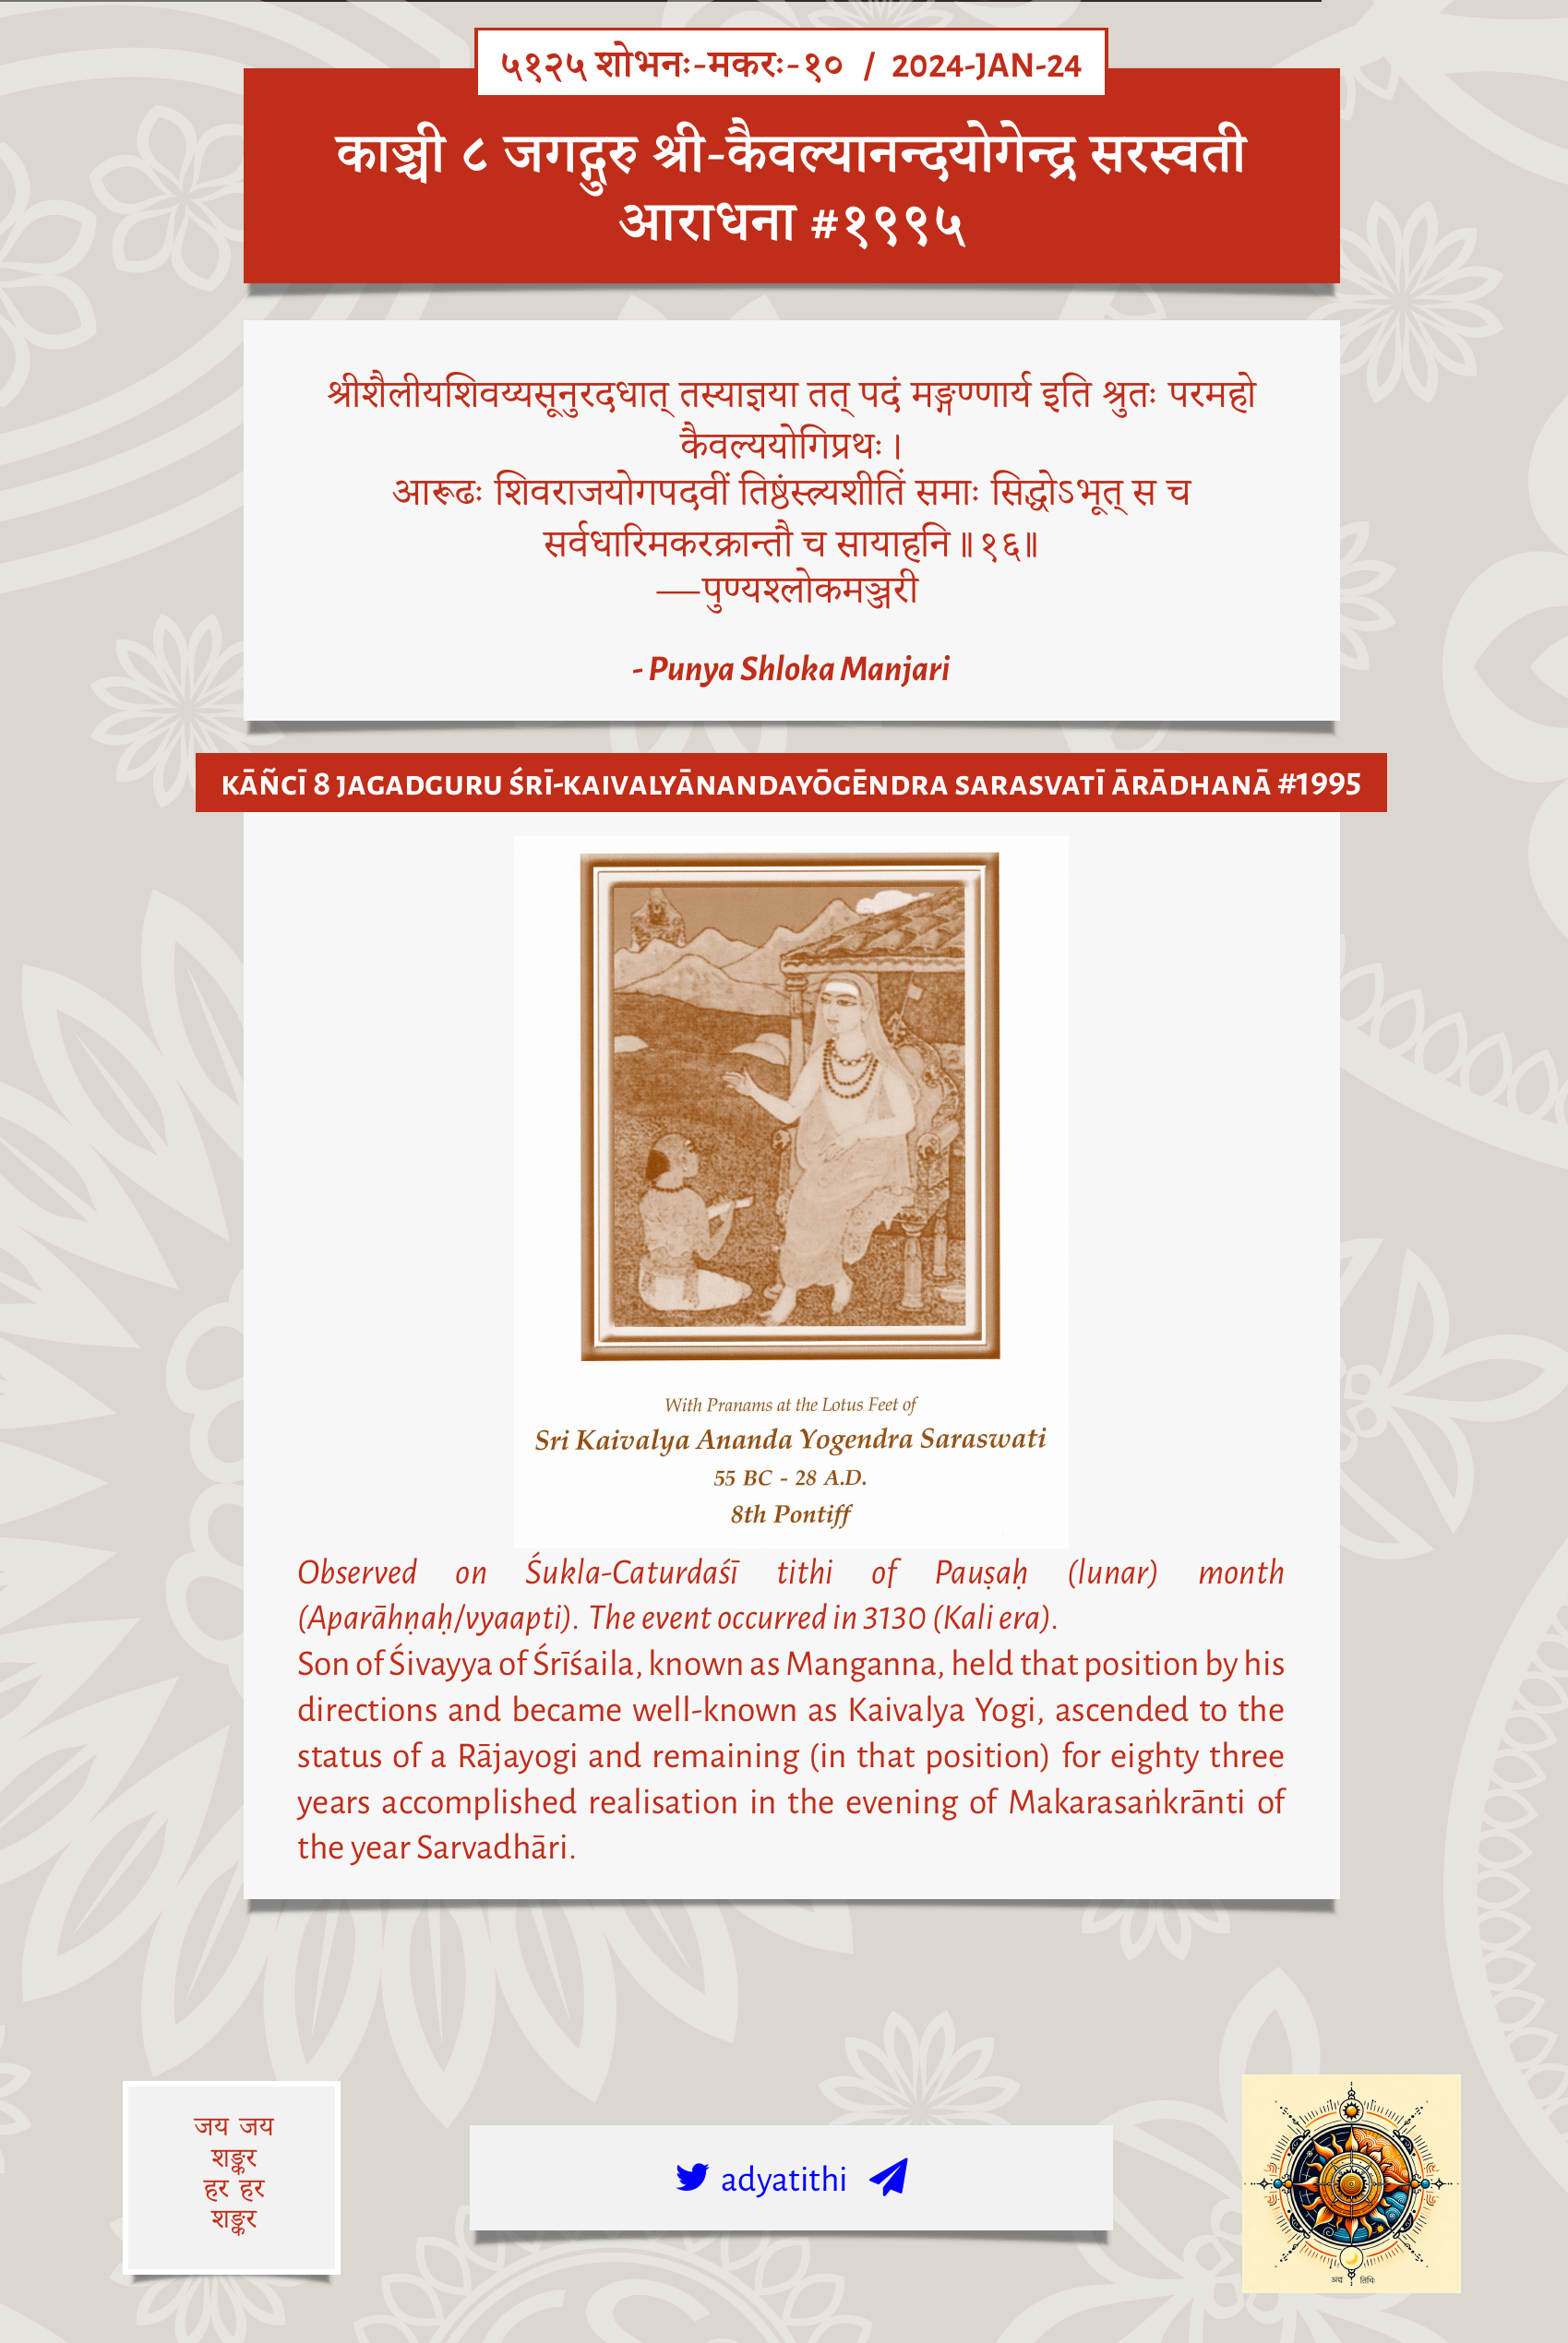 ५१२५ शोभनः-मकरः-१० / 2024-JAN-24
काञ्ची ८ जगद्गुरु श्री-कैवल्यानन्दयोगेन्द्र सरस्वती
आराधना #१९९५
श्रीशैलीयशिवय्यसूनुरदधात् तस्याज्ञया तत् पदं मङ्गण्णार्य इति श्रुतः परमहो
कैवल्ययोगिप्रथः।
आरूढः शिवराजयोगपदवीं तिष्ठंस्त्र्यशीतिं समाः सिद्धोऽभूत् स च
सर्वधारिमकरक्रान्तौ च सायाहनि॥१६॥
—पुण्यश्लोकमञ्जरी
- Punya Shloka Manjari
KĀÑCĪ 8 JAGADGURU ŚRĪ-KAIVALYĀNANDAYŌGĒNDRA SARASVATĪ ĀRĀDHANĀ #1995
With Pranams at the Lotus Feet of
Sri Kaivalya Ananda Yogendra Saraswati
55 BC - 28 A.D.
8th Pontiff
Observed on Śukla-Caturdaśī tithi of Pauṣaḥ (lunar) month
(Aparāhṇaḥ/vyaapti). The event occurred in 3130 (Kali era).
Son of Śivayya of Śrīśaila, known as Manganna, held that position by his
directions and became well-known as Kaivalya Yogi, ascended to the
status of a Rājayogi and remaining (in that position) for eighty three
years accomplished realisation in the evening of Makarasaṅkrānti of
the year Sarvadhāri.
जय जय
शङ्कर
हर हर
शङ्कर
adyatithi
अद्य तिथिः